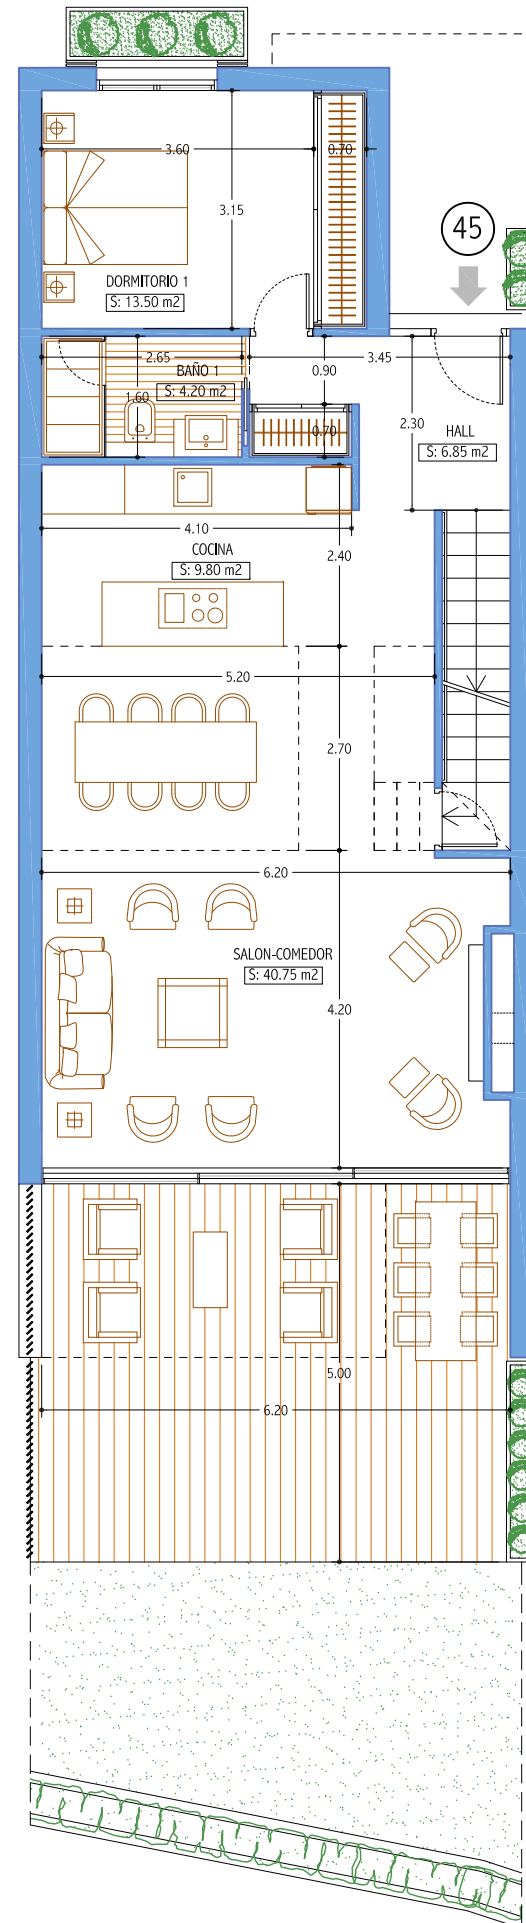 3.60
0.70
45
3.15
DORMITORIO 1
S: 13.50 m2
2.65
BAÑO 1
S: 4.20 m2
1.60
3.45
0.90
0.70
2.30
HALL
S: 6.85 m2
4.10
COCINA
S: 9.80 m2
2.40
5.20
2.70
6.20
SALON-COMEDOR
S: 40.75 m2
4.20
5.00
6.20